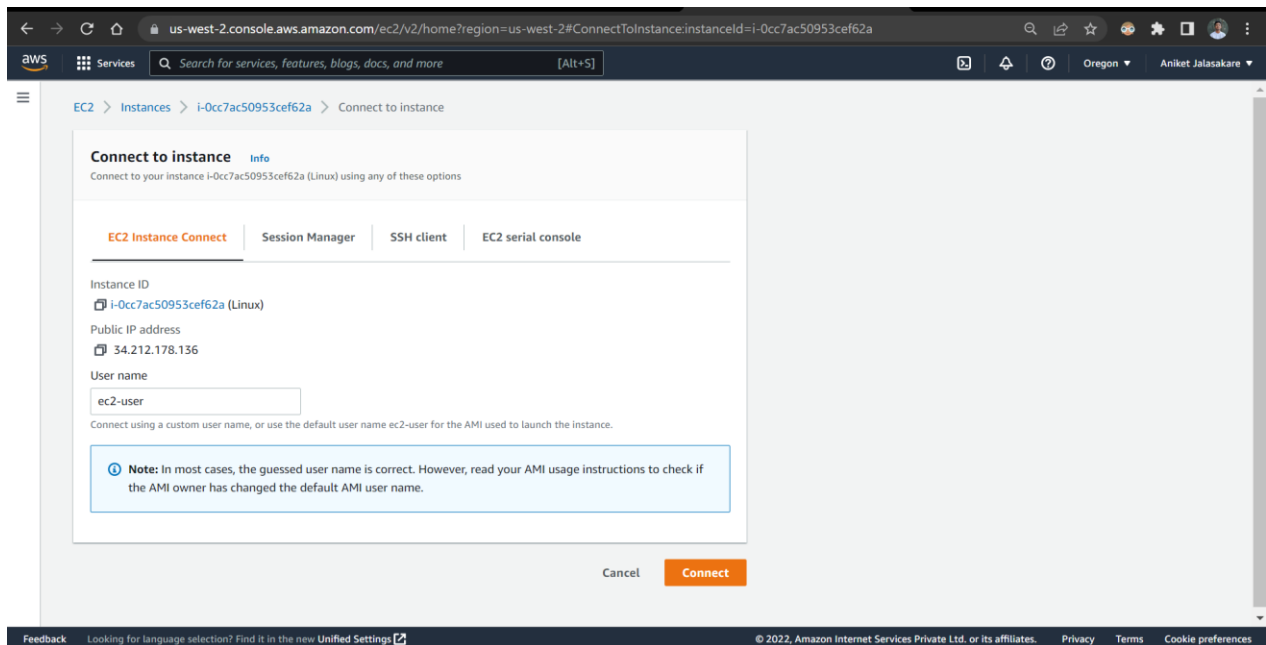 us-west-2.console.aws.amazon.com/ec2/v2/home?region=us-west-2#ConnectToInstance:instanceId=i-0cc7ac50953cef62a
aws Services Search for services, features, blogs, docs, and more [Alt+S] Oregon Aniket Jalasakare
EC2 > Instances > i-0cc7ac50953cef62a > Connect to instance
Connect to instance Info
Connect to your instance i-0cc7ac50953cef62a (Linux) using any of these options
EC2 Instance Connect Session Manager SSH client EC2 serial console
Instance ID
i-0cc7ac50953cef62a (Linux)
Public IP address
34.212.178.136
User name
ec2-user
Connect using a custom user name, or use the default user name ec2-user for the AMI used to launch the instance.
Note: In most cases, the guessed user name is correct. However, read your AMI usage instructions to check if
the AMI owner has changed the default AMI user name.
Cancel Connect
Feedback Looking for language selection? Find it in the new Unified Settings © 2022, Amazon Internet Services Private Ltd. or its affiliates. Privacy Terms Cookie preferences